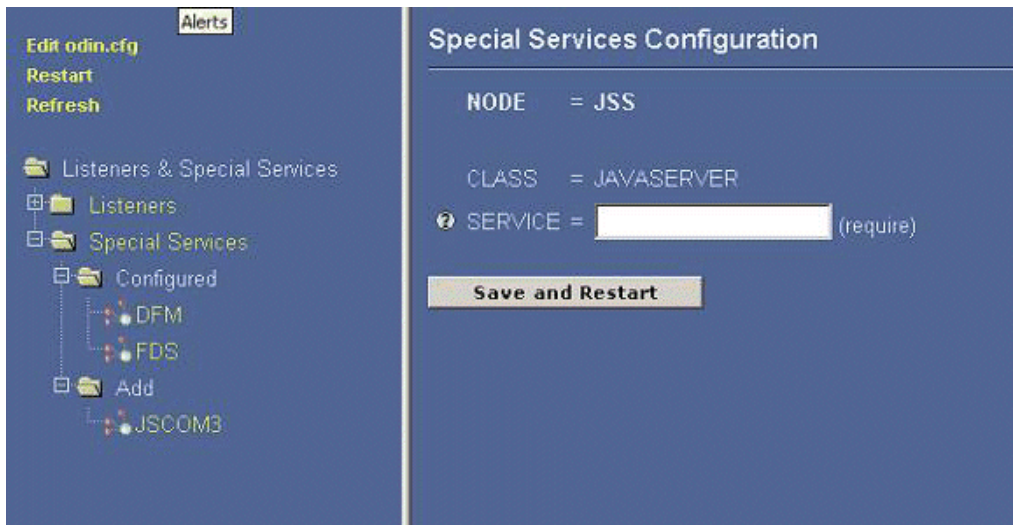 Alerts
Edit odin.cfg
Restart
Refresh
Listeners & Special Services
Listeners
Special Services
Configured
DFM
FDS
Add
JSCOM3
Special Services Configuration
NODE = JSS
CLASS = JAVASERVER
SERVICE = (require)
Save and Restart